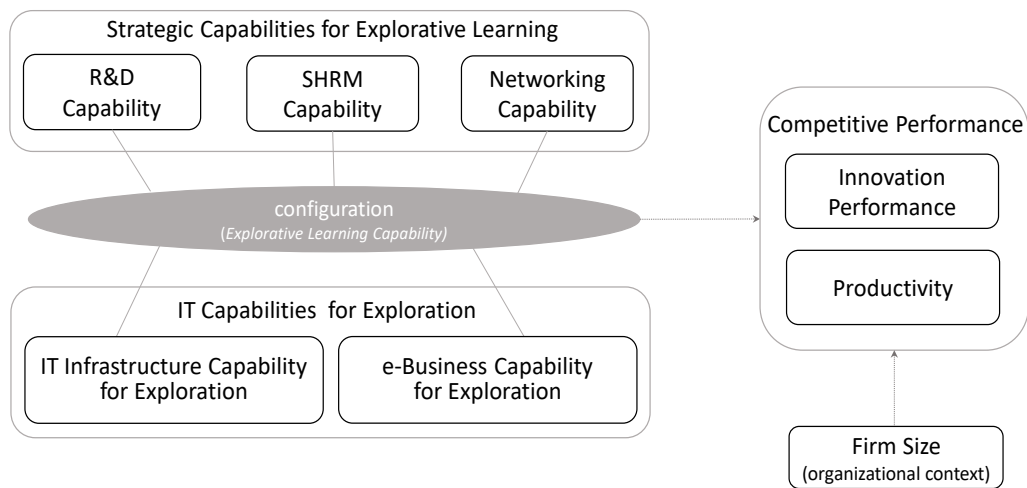 Strategic Capabilities for Explorative Learning
R&D
Capability
SHRM
Capability
Networking
Capability
configuration
(Explorative Learning Capability)
IT Capabilities for Exploration
IT Infrastructure Capability
for Exploration
e-Business Capability
for Exploration
Competitive Performance
Innovation
Performance
Productivity
Firm Size
(organizational context)